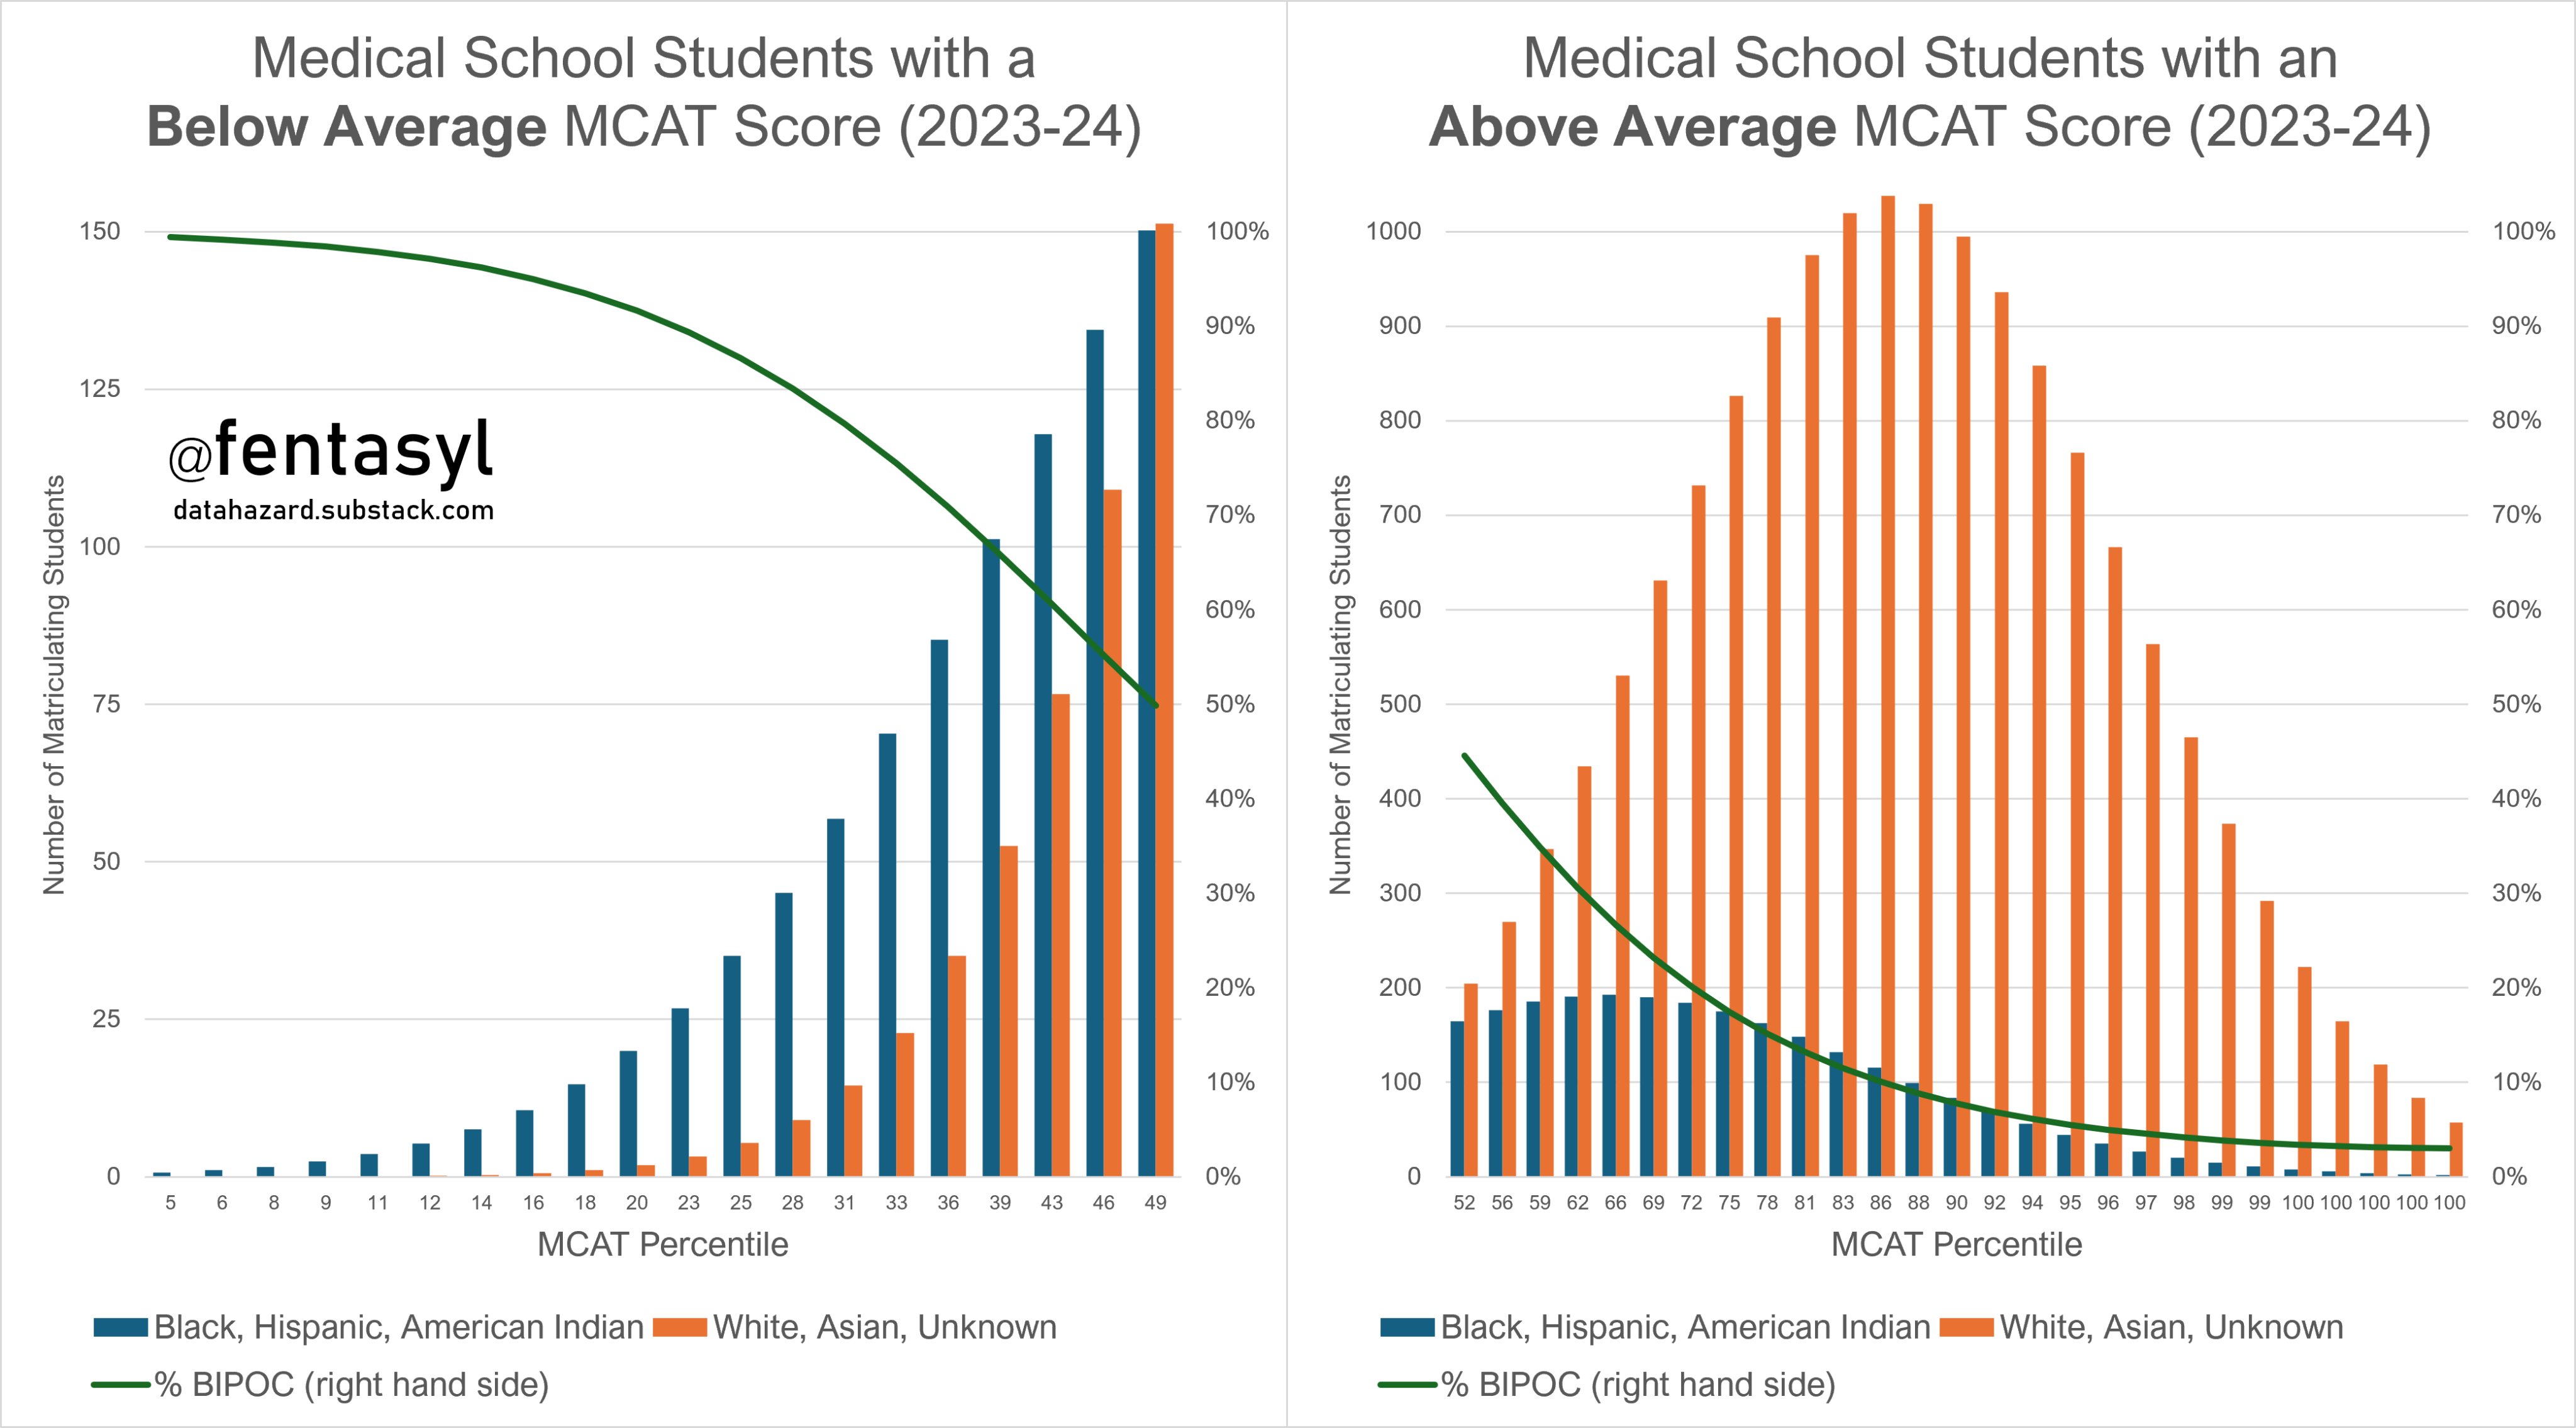 Medical School Students with a
Below Average MCAT Score (2023-24)
150
125
100
75
50
25
0
Number of Matriculating Students
100%
90%
80%
70%
60%
50%
40%
30%
20%
10%
0%
@fentasyl
datahazard.substack.com
5 6 8 9 11 12 14 16 18 20 23 25 28 31 33 36 39 43 46 49
MCAT Percentile
Black, Hispanic, American Indian White, Asian, Unknown
% BIPOC (right hand side)
Medical School Students with an
Above Average MCAT Score (2023-24)
1000
900
800
700
600
500
400
300
200
100
0
Number of Matriculating Students
100%
90%
80%
70%
60%
50%
40%
30%
20%
10%
0%
52 56 59 62 66 69 72 75 78 81 83 86 88 90 92 94 95 96 97 98 99 99 100 100 100 100 100
MCAT Percentile
Black, Hispanic, American Indian White, Asian, Unknown
% BIPOC (right hand side)